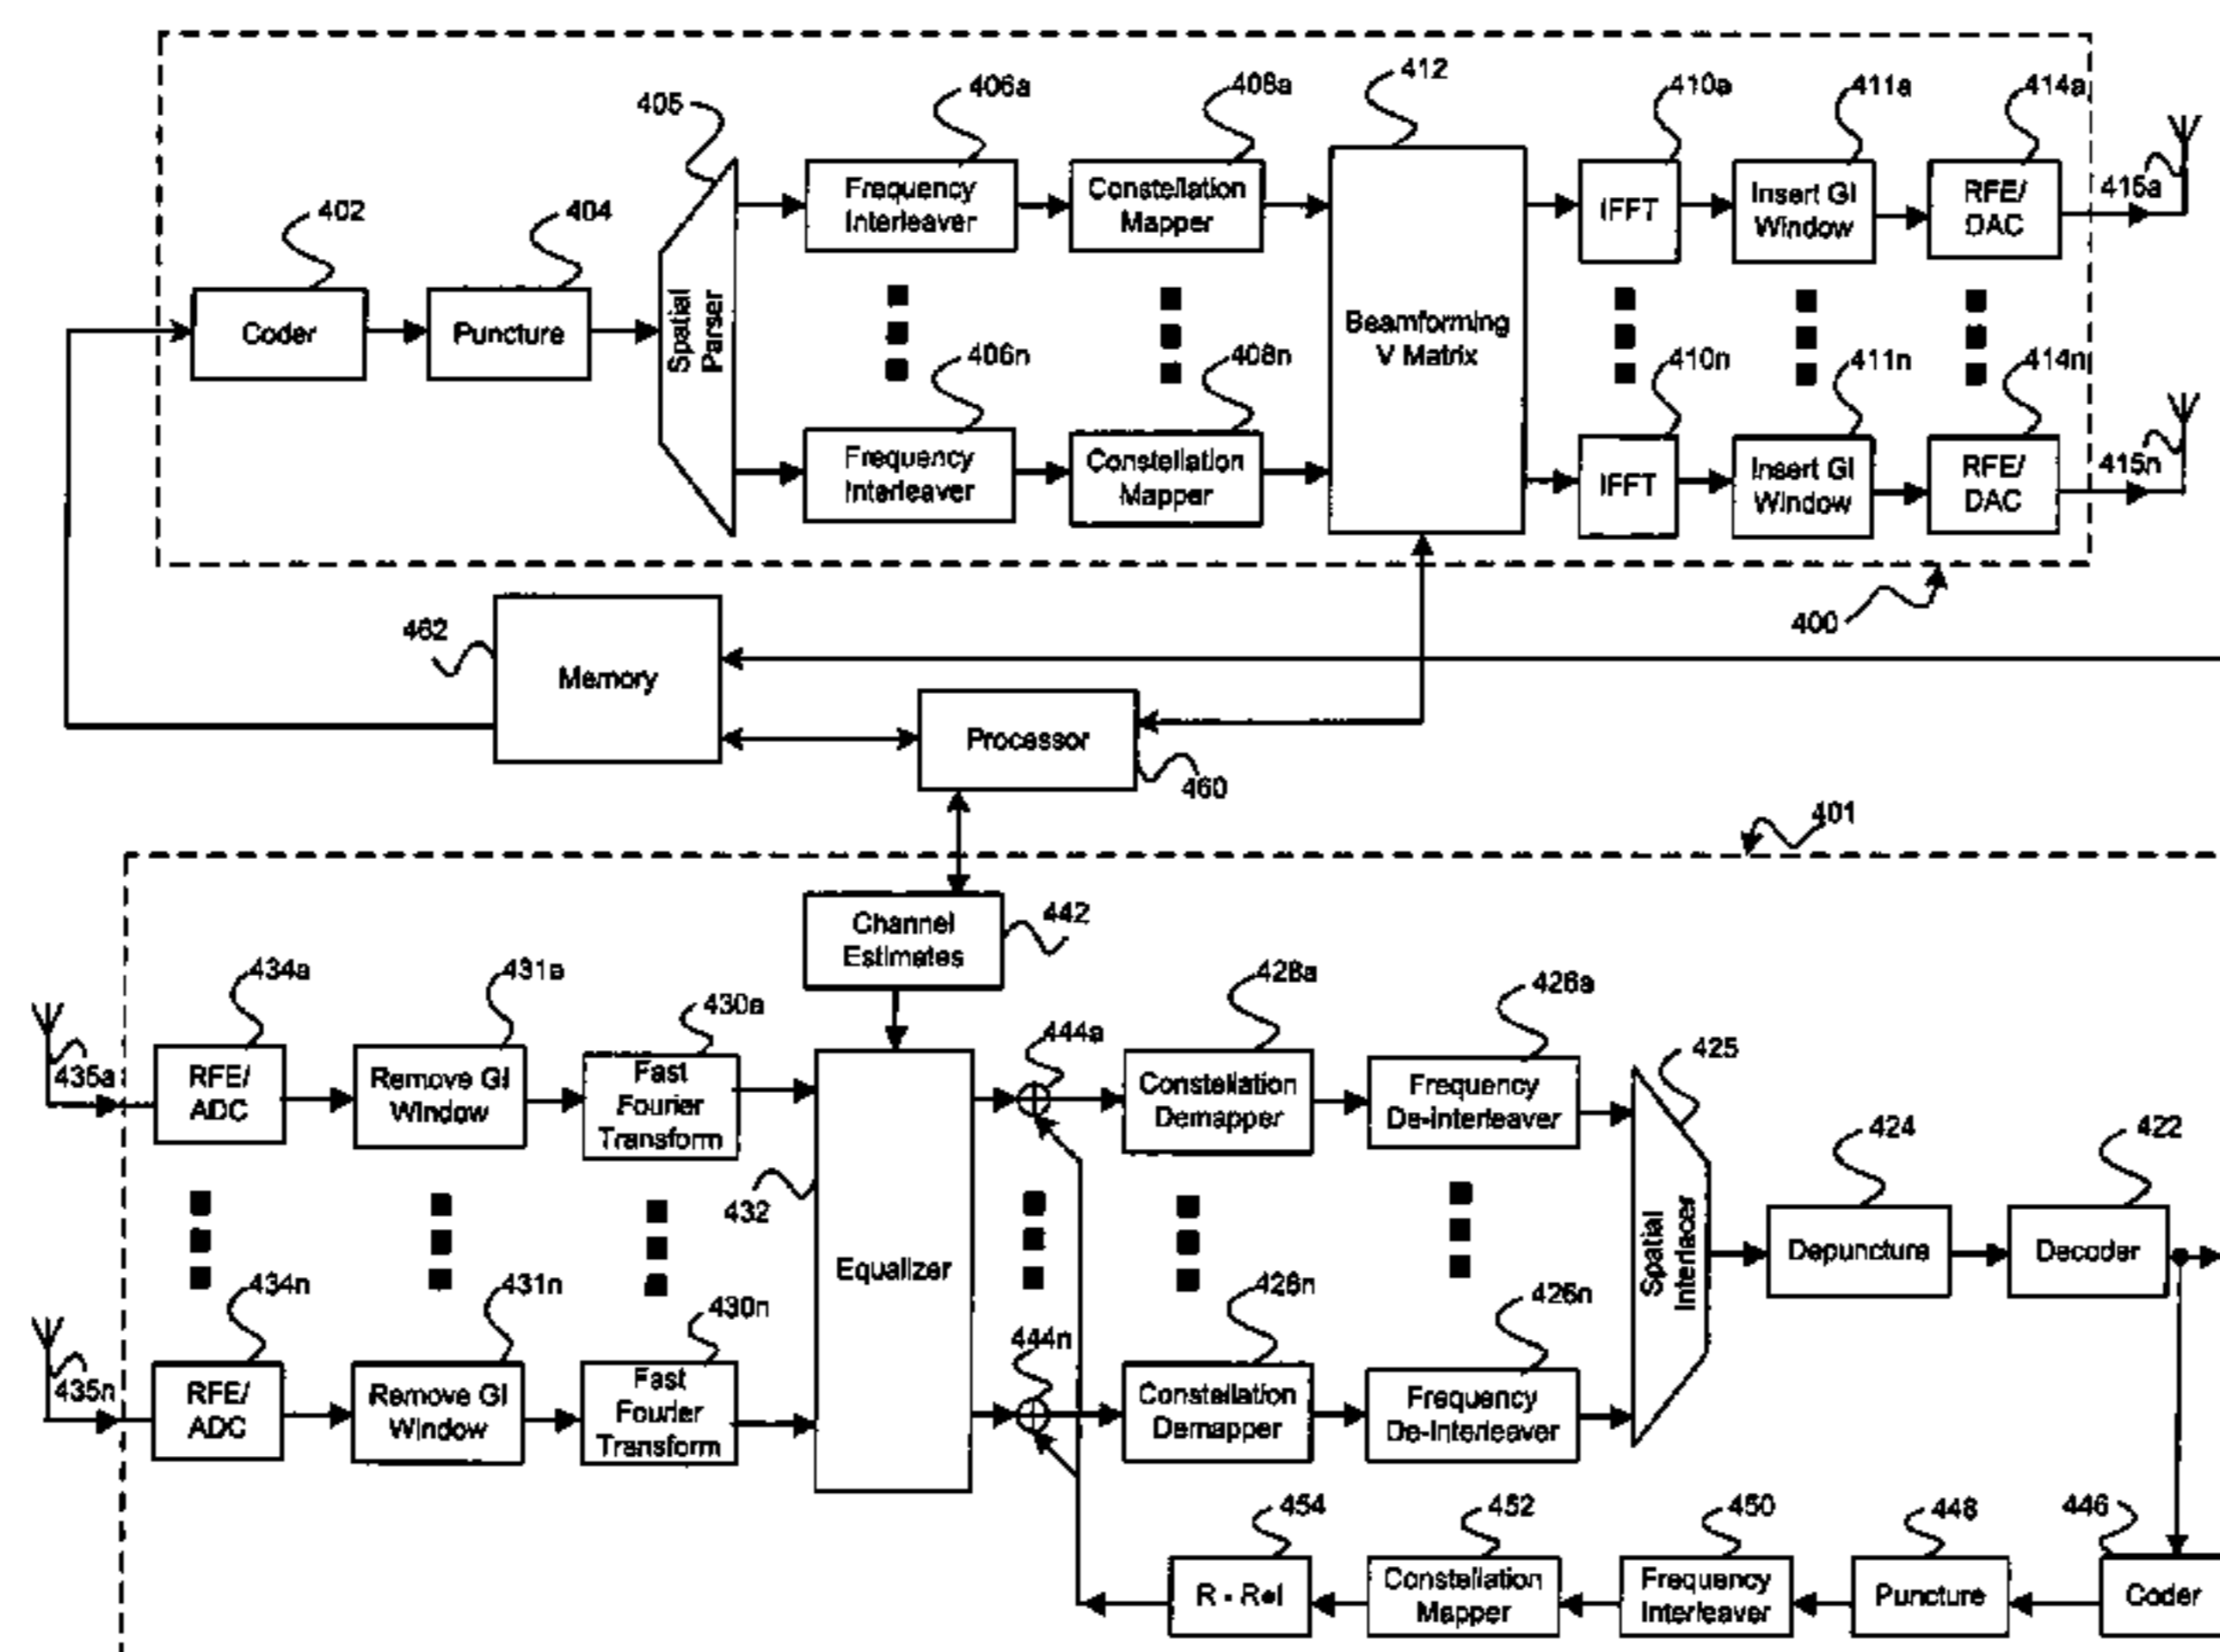 412
406a
408a
410a
411a
414a
405
415a
402
404
Frequency
Interleaver
Constellation
Mapper
IFFT
Insert GI
Window
RFE/
DAC
Coder
Puncture
Spatial
Parser
Beamforming
V Matrix
406n
408n
410n
411n
414n
Frequency
Interleaver
Constellation
Mapper
IFFT
Insert GI
Window
RFE/
DAC
415n
400
462
Memory
Processor
460
401
Channel
Estimates
442
434a
431a
430a
444a
428a
426a
425
435a
RFE/
ADC
Remove GI
Window
Fast
Fourier
Transform
Constellation
Demapper
Frequency
De-interleaver
424
422
432
Equalizer
Spatial
Interlacer
Depuncture
Decoder
434n
431n
430n
444n
428n
426n
435n
RFE/
ADC
Remove GI
Window
Fast
Fourier
Transform
Constellation
Demapper
Frequency
De-Interleaver
454
452
450
448
446
R - Rel
Constellation
Mapper
Frequency
Interleaver
Puncture
Coder